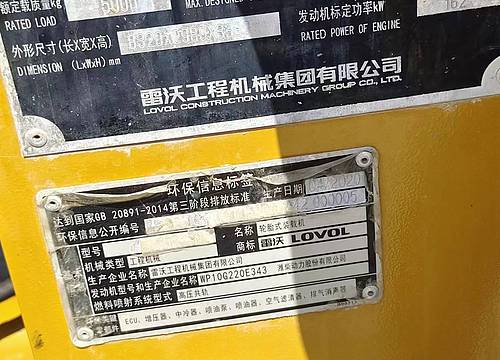 额定载质量kg 5000
RATED LOAD
发动机标定功率kW 162
RATED POWER OF ENGINE
外形尺寸(长X宽X高)
DIMENSION (LxWxH) mm
雷沃工程机械集团有限公司
LOVOL CONSTRUCTION MACHINERY GROUP CO., LTD.
环保信息标签
达到国家GB 20891-2014第三阶段排放标准 生产日期
环保信息公开编号 000005
型号 名称 轮胎式装载机
机械类型 工程机械 商标 雷沃 LOVOL
生产企业名称 雷沃工程机械集团有限公司
发动机型号和生产企业名称 WP10G220E343 潍柴动力股份有限公司
燃料喷射系统型式 高压共轨
ECU、增压器、中冷器、喷油泵、喷油器、空气滤清器、排气消声器